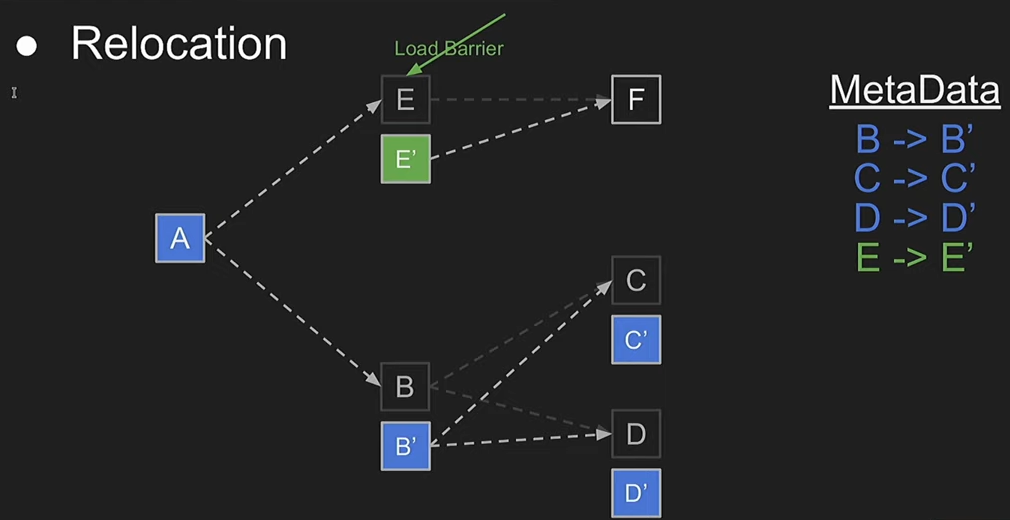 ● Relocation
Load Barrier
E
F
E’
A
C
C’
B
B’
D
D’
MetaData
B -> B’
C -> C’
D -> D’
E -> E’